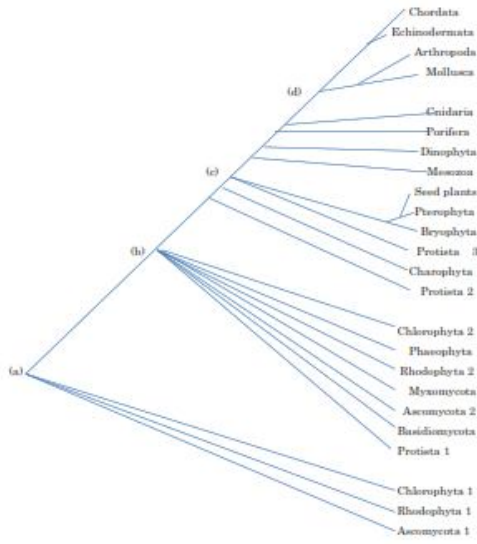 Chordata
Echinodermata
Arthropoda
Mollusca
(d)
Cnidaria
Porifera
Dinophyta
(c)
Mesozoa
Seed plants
Pterophyta
Bryophyta
Protista 3
(b)
Charophyta
Protista 2
Chlorophyta 2
Phaeophyta
(a)
Rhodophyta 2
Myxomycota
Ascomycota 2
Basidiomycota
Protista 1
Chlorophyta 1
Rhodophyta 1
Ascomycota 1